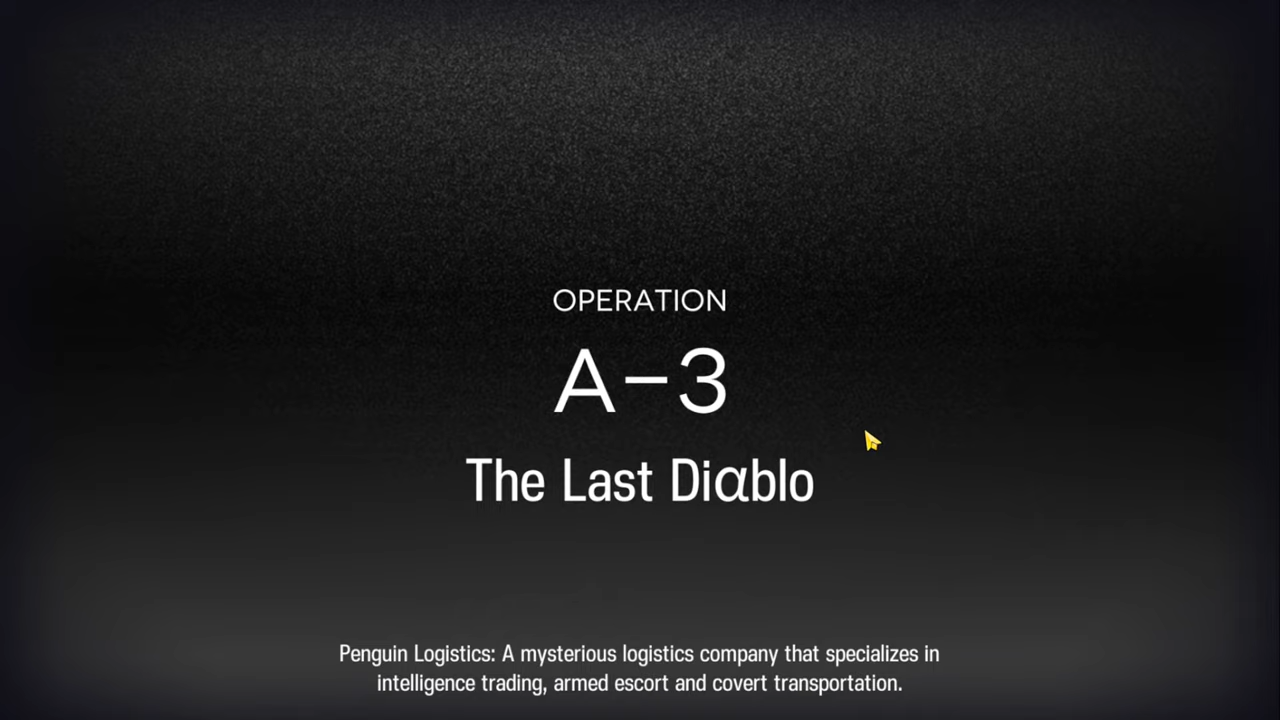 OPERATION
A-3
The Last Diαblo
Penguin Logistics: A mysterious logistics company that specializes in
intelligence trading, armed escort and covert transportation.